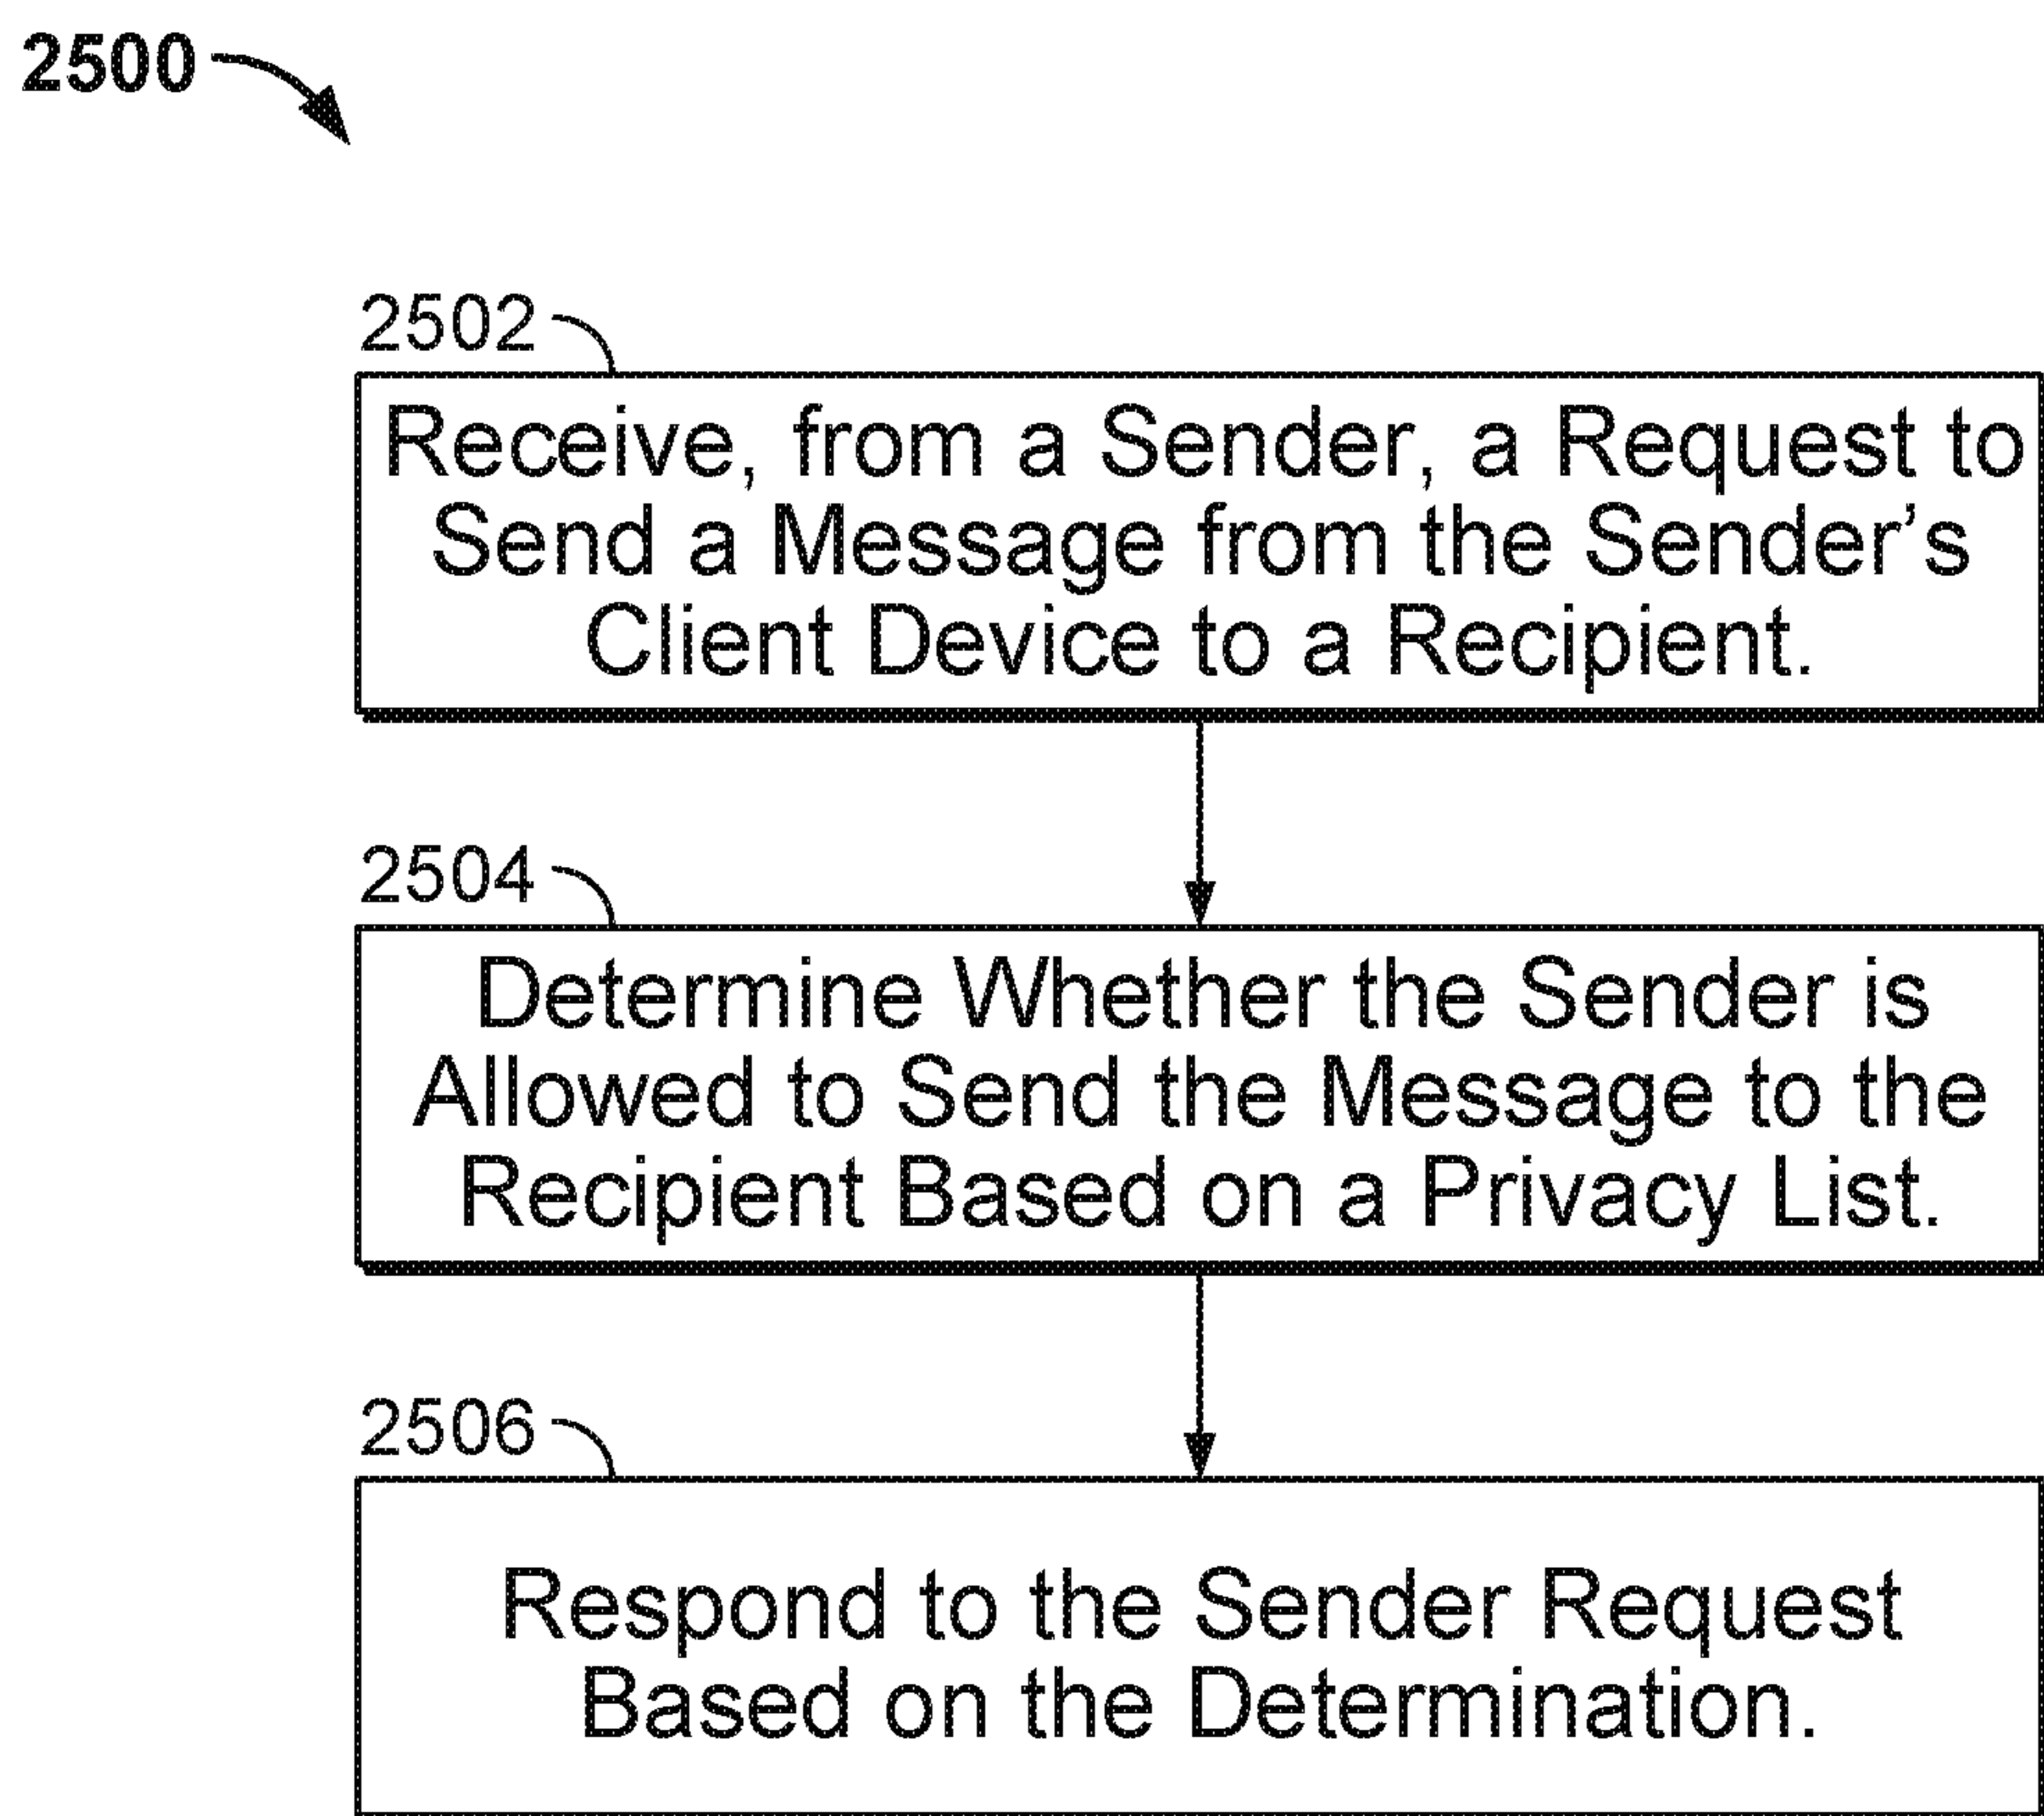 2500
2502
Receive, from a Sender, a Request to
Send a Message from the Sender’s
Client Device to a Recipient.
2504
Determine Whether the Sender is
Allowed to Send the Message to the
Recipient Based on a Privacy List.
2506
Respond to the Sender Request
Based on the Determination.